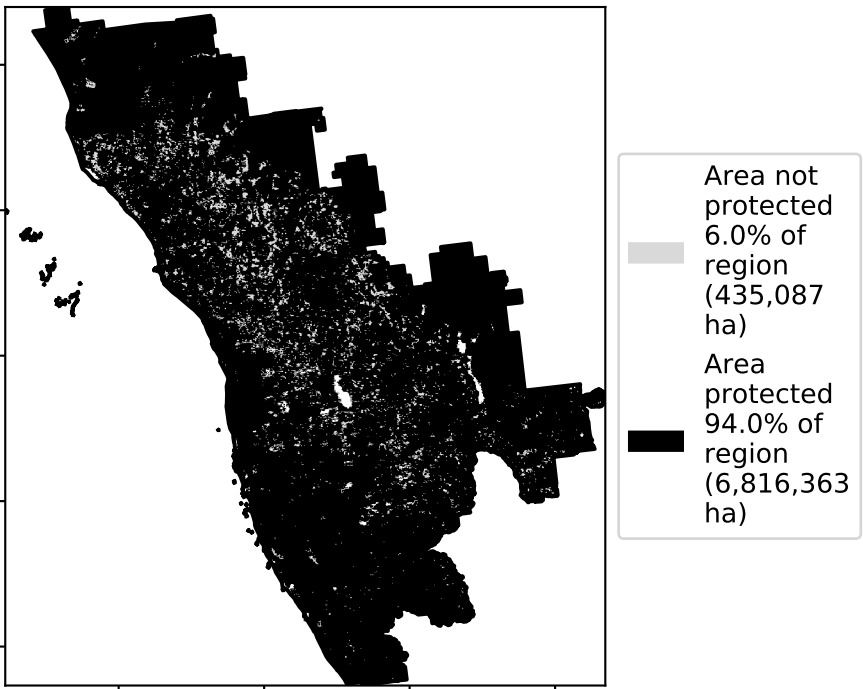 Area not
protected
6.0% of
region
(435,087
ha)
Area
protected
94.0% of
region
(6,816,363
ha)